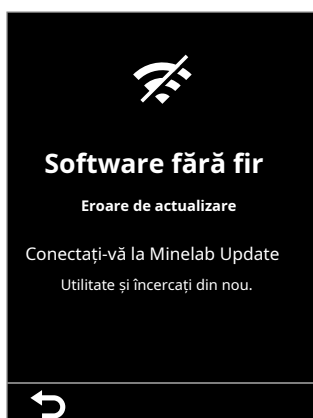 Software fără fir
Eroare de actualizare
Conectați-vă la Minelab Update
Utilitate și încercați din nou.